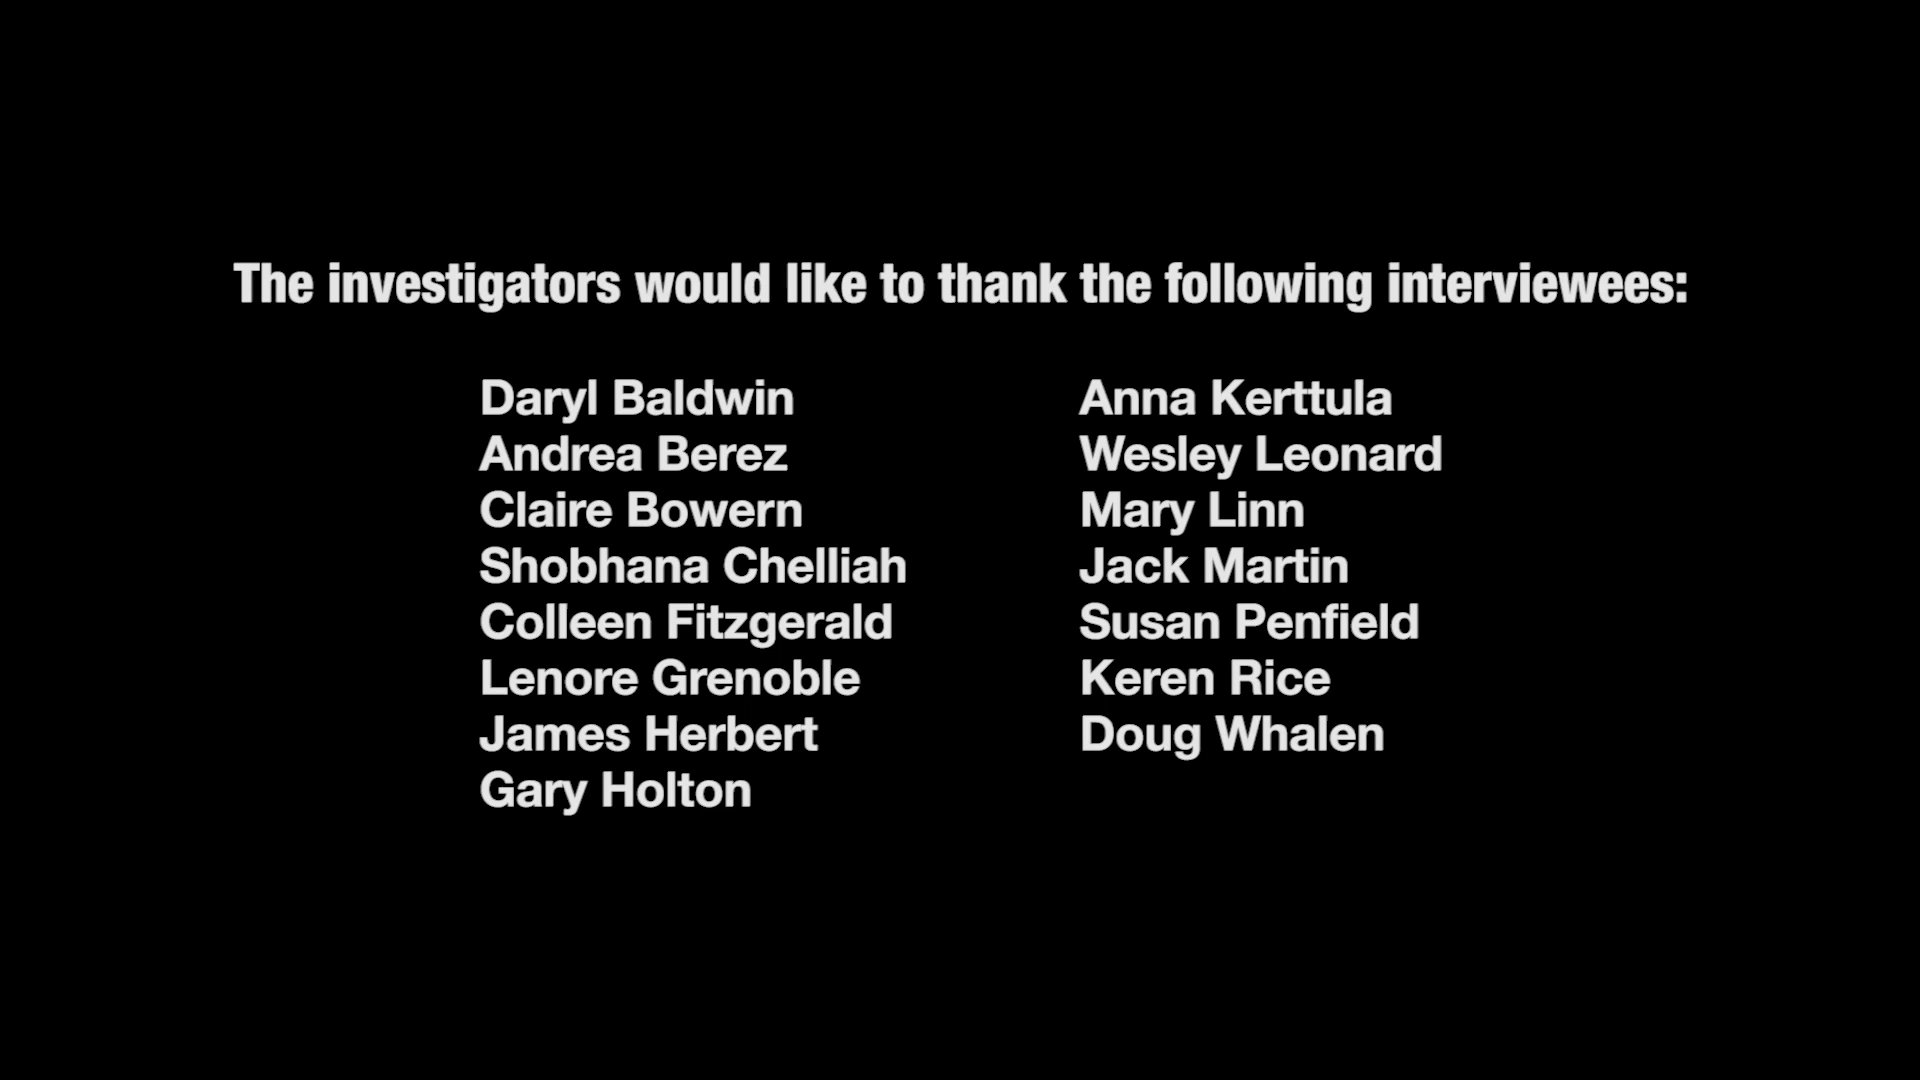 The investigators would like to thank the following interviewees:
Daryl Baldwin
Andrea Berez
Claire Bowern
Shobhana Chelliah
Colleen Fitzgerald
Lenore Grenoble
James Herbert
Gary Holton
Anna Kerttula
Wesley Leonard
Mary Linn
Jack Martin
Susan Penfield
Keren Rice
Doug Whalen